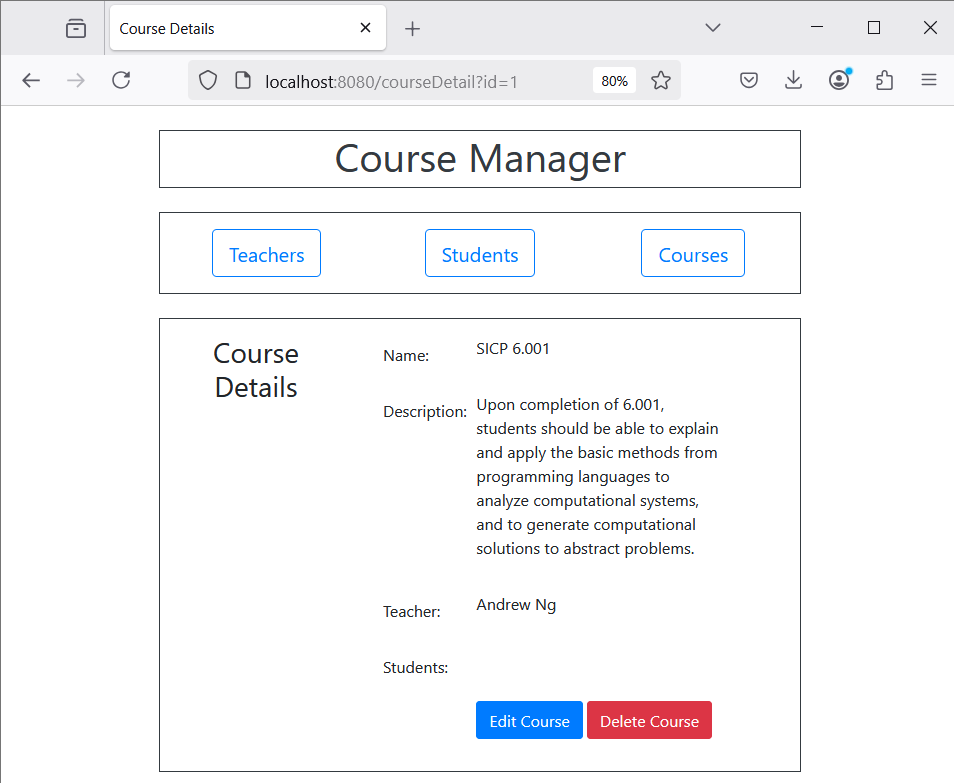 Course Details
localhost:8080/courseDetail?id=1
80%
Course Manager
Teachers Students Courses
Course
Details
Name: SICP 6.001
Description: Upon completion of 6.001,
students should be able to explain
and apply the basic methods from
programming languages to
analyze computational systems,
and to generate computational
solutions to abstract problems.
Teacher: Andrew Ng
Students:
Edit Course Delete Course